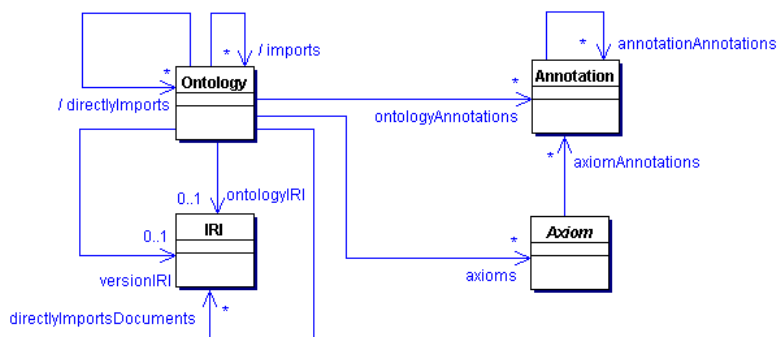 * / imports
* annotationAnnotations
* Ontology
Annotation
/ directlyImports
*
ontologyAnnotations
* axiomAnnotations
0..1 ontologyIRI
0..1 IRI
* Axiom
versionIRI
axioms
directlyImportsDocuments *